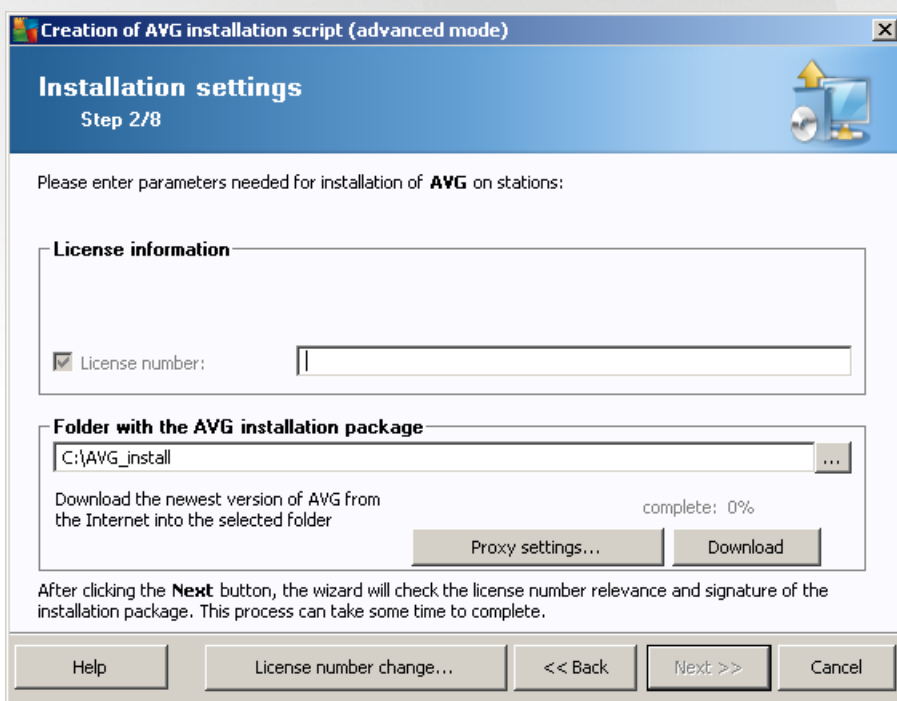 Creation of AVG installation script (advanced mode)
Installation settings
Step 2/8
Please enter parameters needed for installation of AVG on stations:
License information
License number:
Folder with the AVG installation package
C:\AVG_install
...
Download the newest version of AVG from
the Internet into the selected folder
complete: 0%
Proxy settings...
Download
After clicking the Next button, the wizard will check the license number relevance and signature of the
installation package. This process can take some time to complete.
Help
License number change...
<< Back
Next >>
Cancel